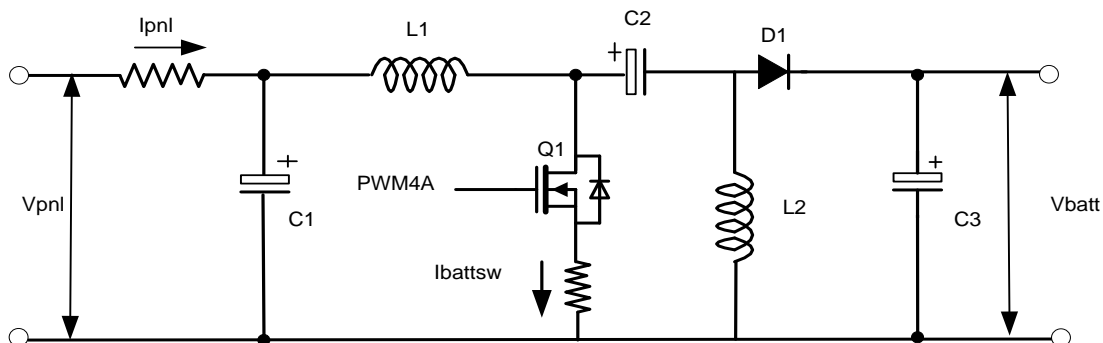 Ipnl
L1
C2
D1
Q1
PWM4A
Vpnl
C1
L2
C3
Vbatt
Ibattsw